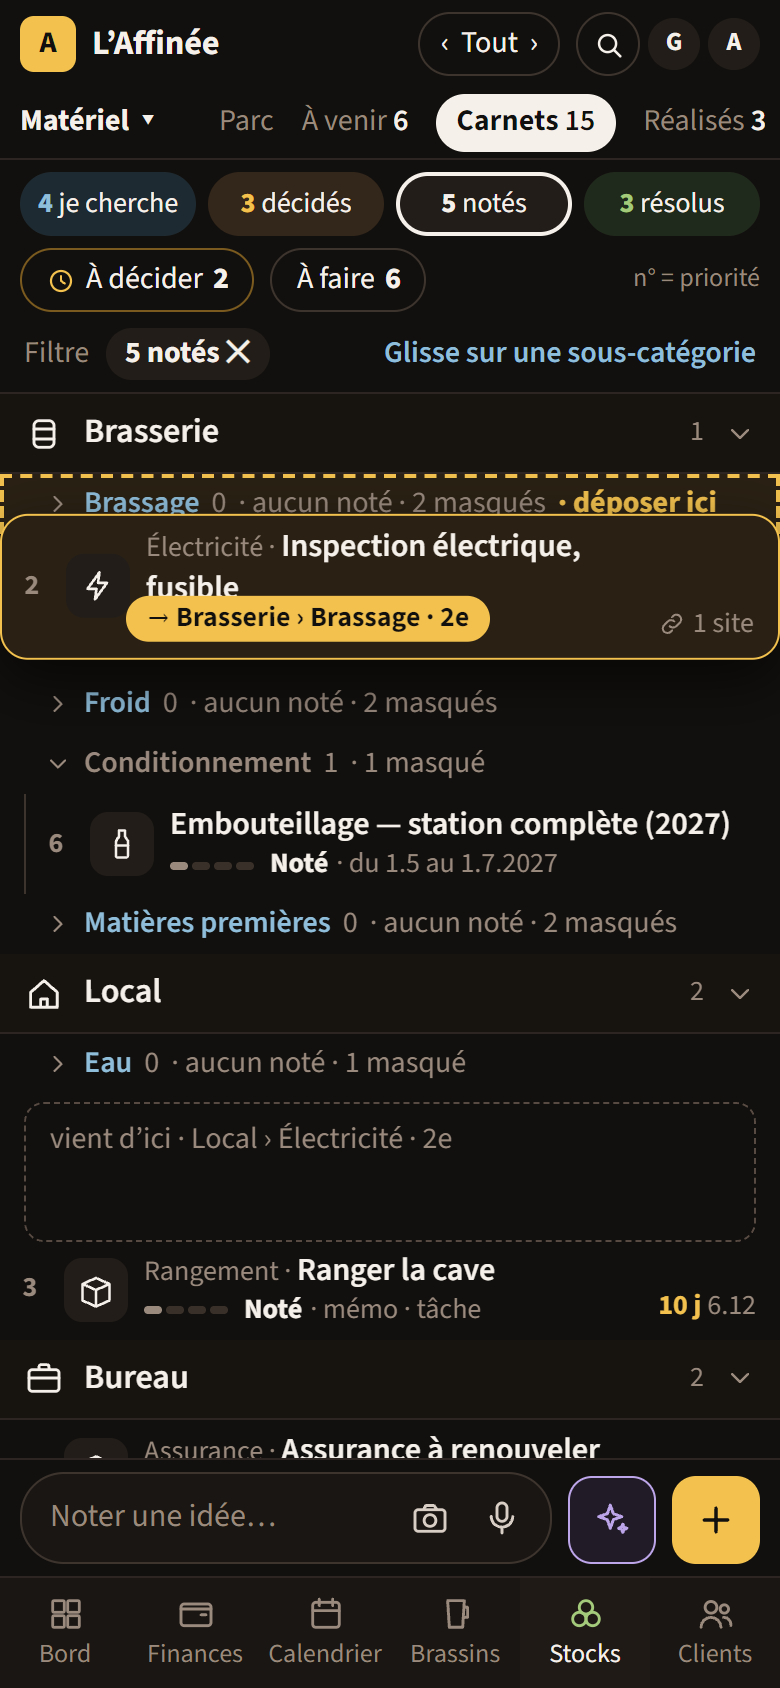 A L’Affinée ‹ Tout › G A
Matériel ▼ Parc À venir 6 Carnets 15 Réalisés 3
4 je cherche 3 décidés 5 notés 3 résolus
À décider 2 À faire 6 n° = priorité
Filtre 5 notés ✕ Glisse sur une sous-catégorie
Brasserie 1
Brassage 0 · aucun noté · 2 masqués · déposer ici
Électricité · Inspection électrique,
2 fusible
→ Brasserie › Brassage · 2e 1 site
Froid 0 · aucun noté · 2 masqués
Conditionnement 1 · 1 masqué
6 Embouteillage — station complète (2027)
Noté · du 1.5 au 1.7.2027
Matières premières 0 · aucun noté · 2 masqués
Local 2
Eau 0 · aucun noté · 1 masqué
vient d’ici · Local › Électricité · 2e
3 Rangement · Ranger la cave
Noté · mémo · tâche 10 j 6.12
Bureau 2
Assurance · Assurance à renouveler
Noter une idée…
Bord Finances Calendrier Brassins Stocks Clients